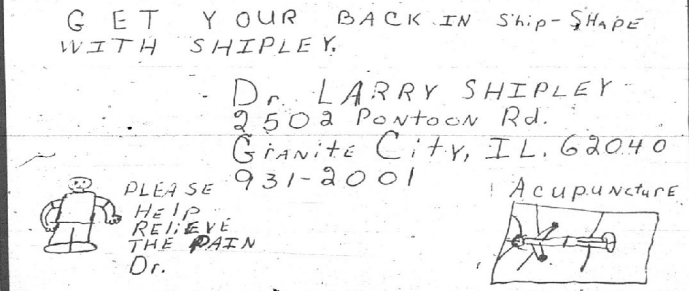 GET YOUR BACK IN Ship-SHAPE
WITH SHIPLEY.
Dr. LARRY SHIPLEY
2502 PONTOON Rd.
GrANitE City, IL. 62040
931-2001
PLEASE
HElP
RELiEVE
THE PAIN
Dr.
AcupuNcturE